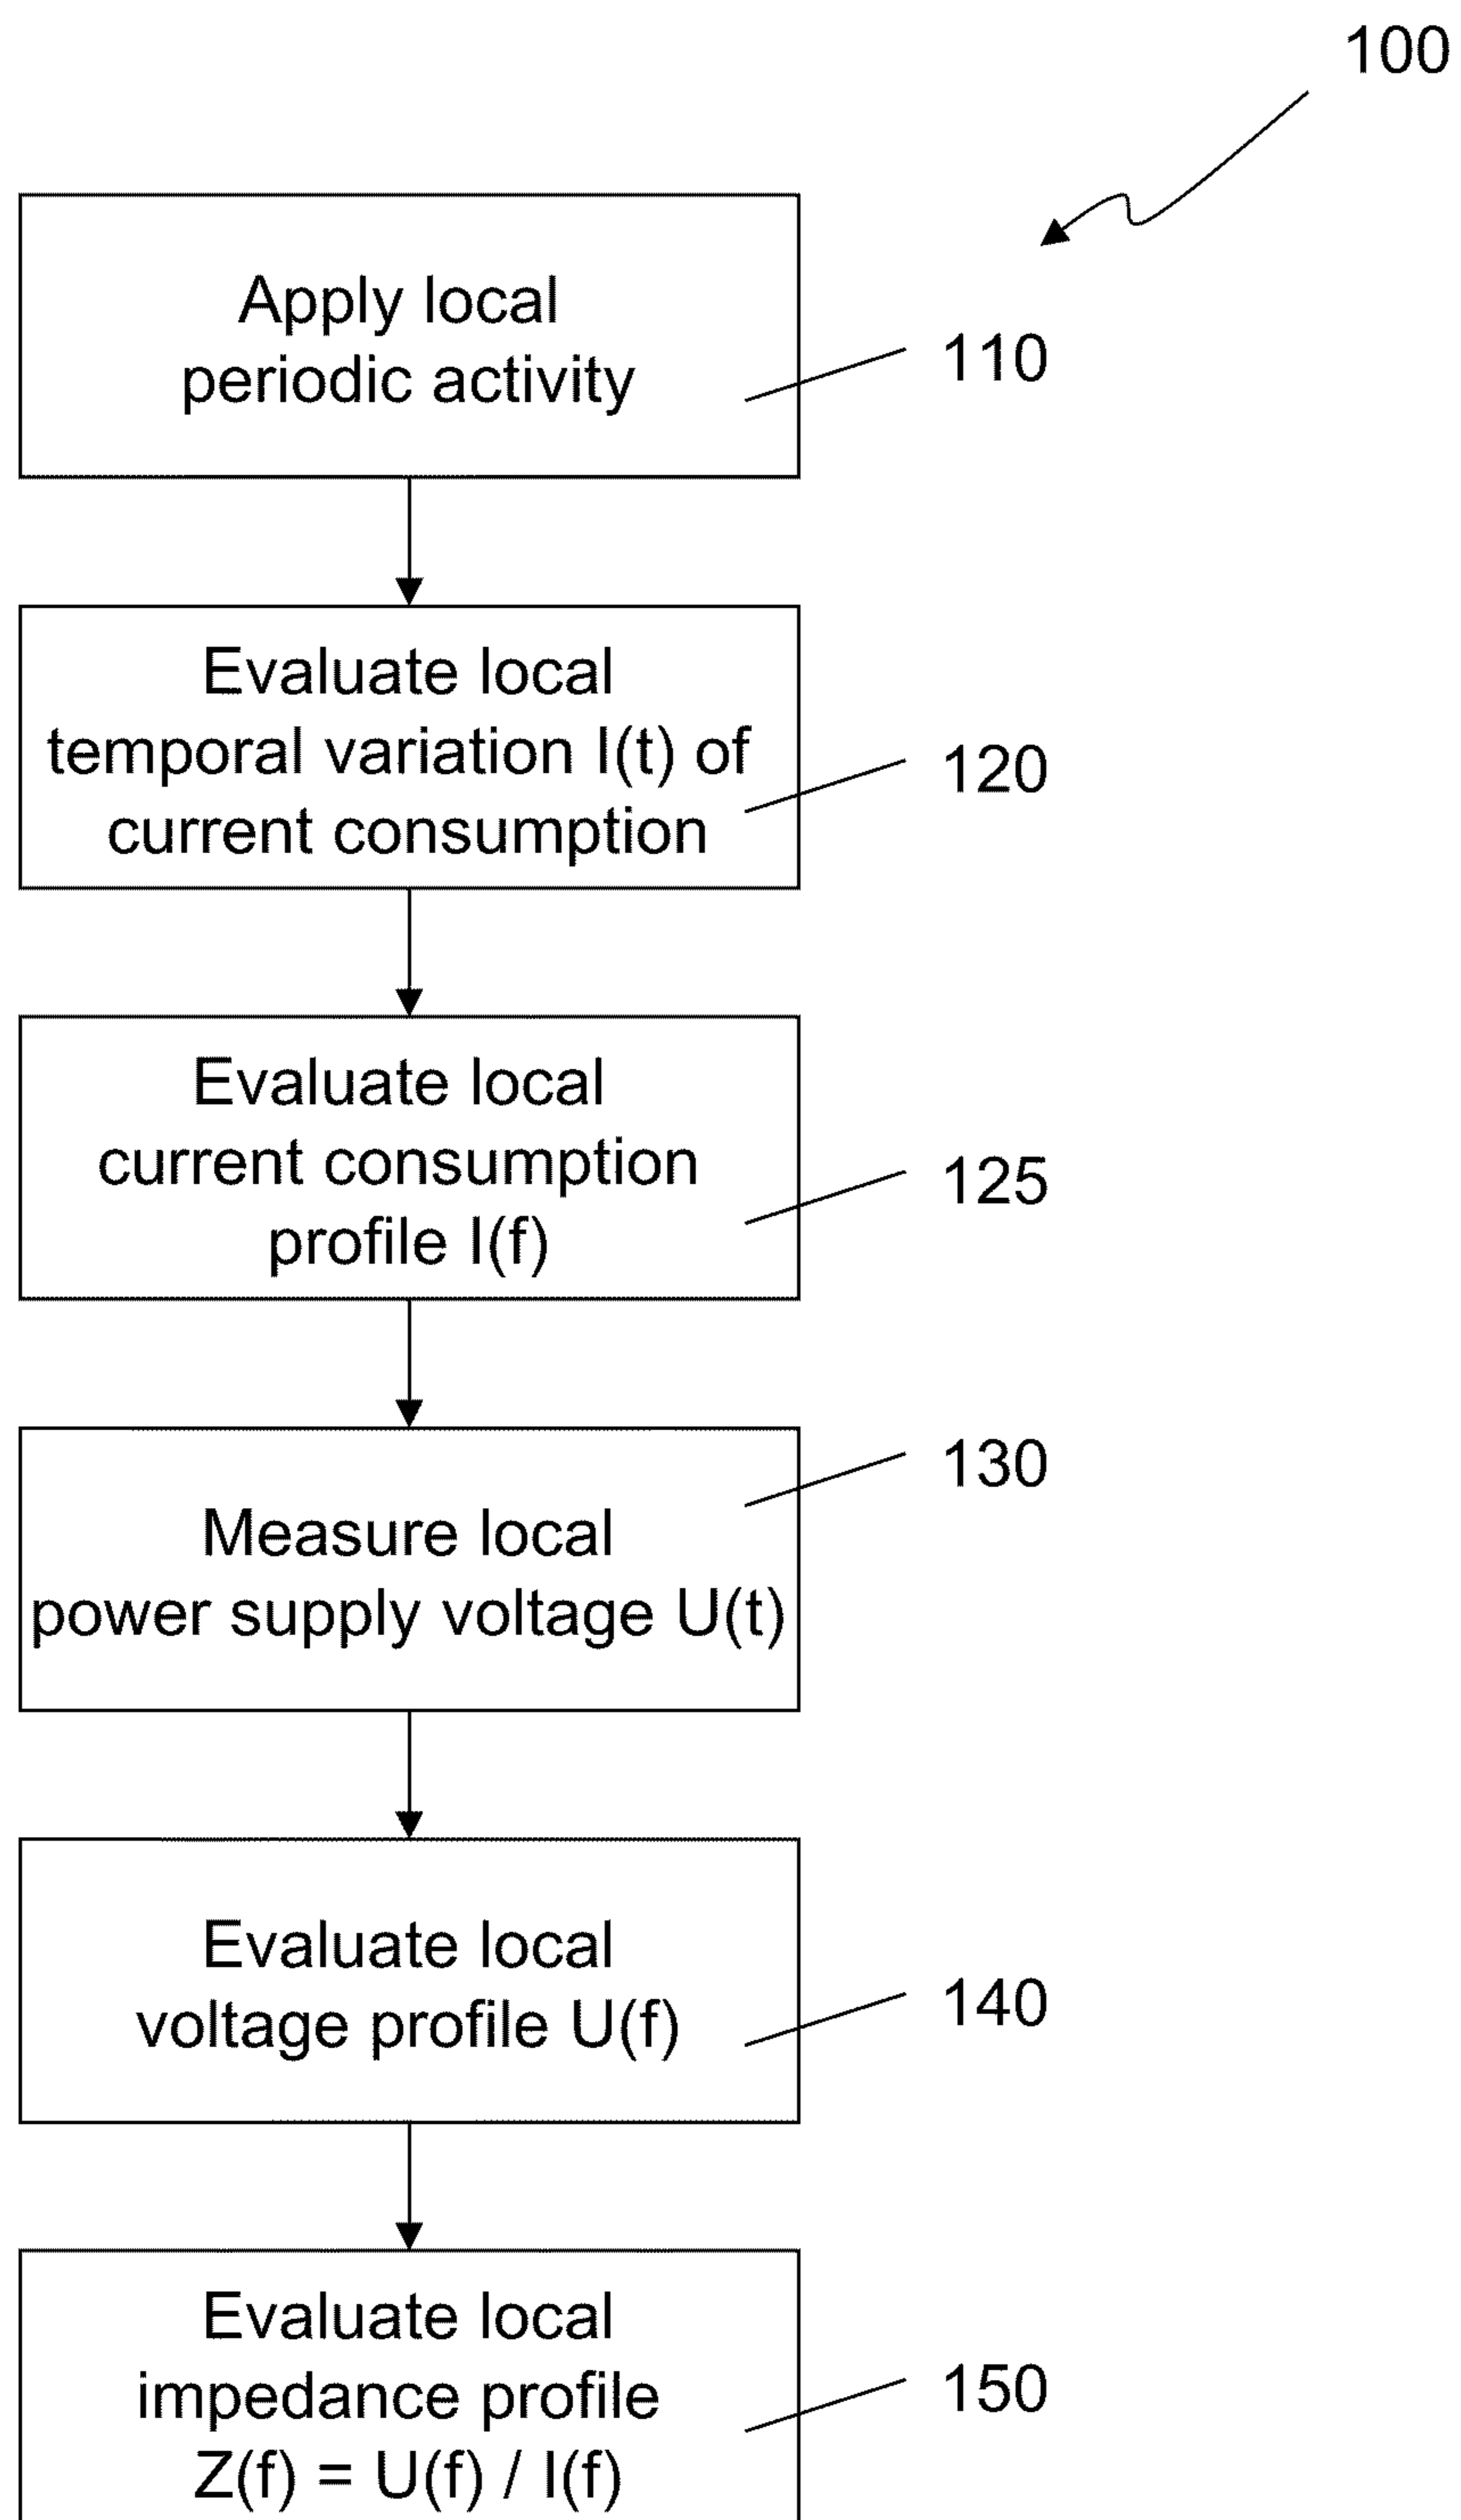 100
Apply local
periodic activity
110
Evaluate local
temporal variation I(t) of
current consumption
120
Evaluate local
current consumption
profile I(f)
125
Measure local
power supply voltage U(t)
130
Evaluate local
voltage profile U(f)
140
Evaluate local
impedance profile
Z(f) = U(f) / I(f)
150